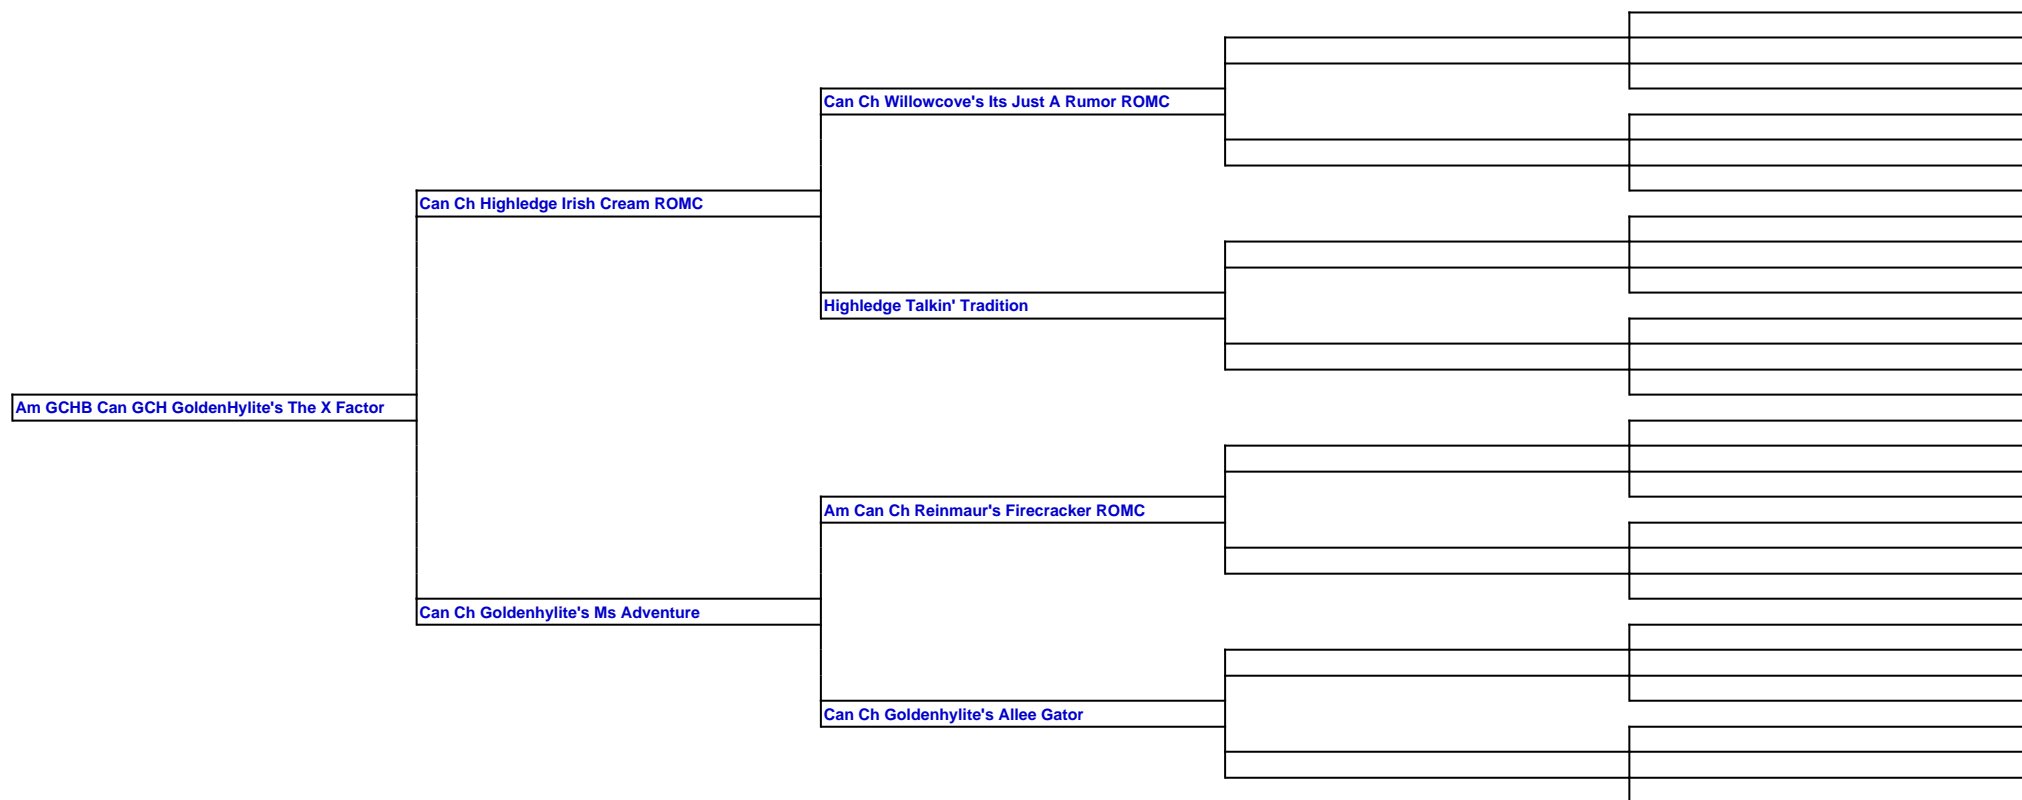 Can Ch Willowcove's Its Just A Rumor ROMC
Can Ch Highledge Irish Cream ROMC
Highledge Talkin' Tradition
Am GCHB Can GCH GoldenHylite's The X Factor
Am Can Ch Reinmaur's Firecracker ROMC
Can Ch Goldenhylite's Ms Adventure
Can Ch Goldenhylite's Allee Gator